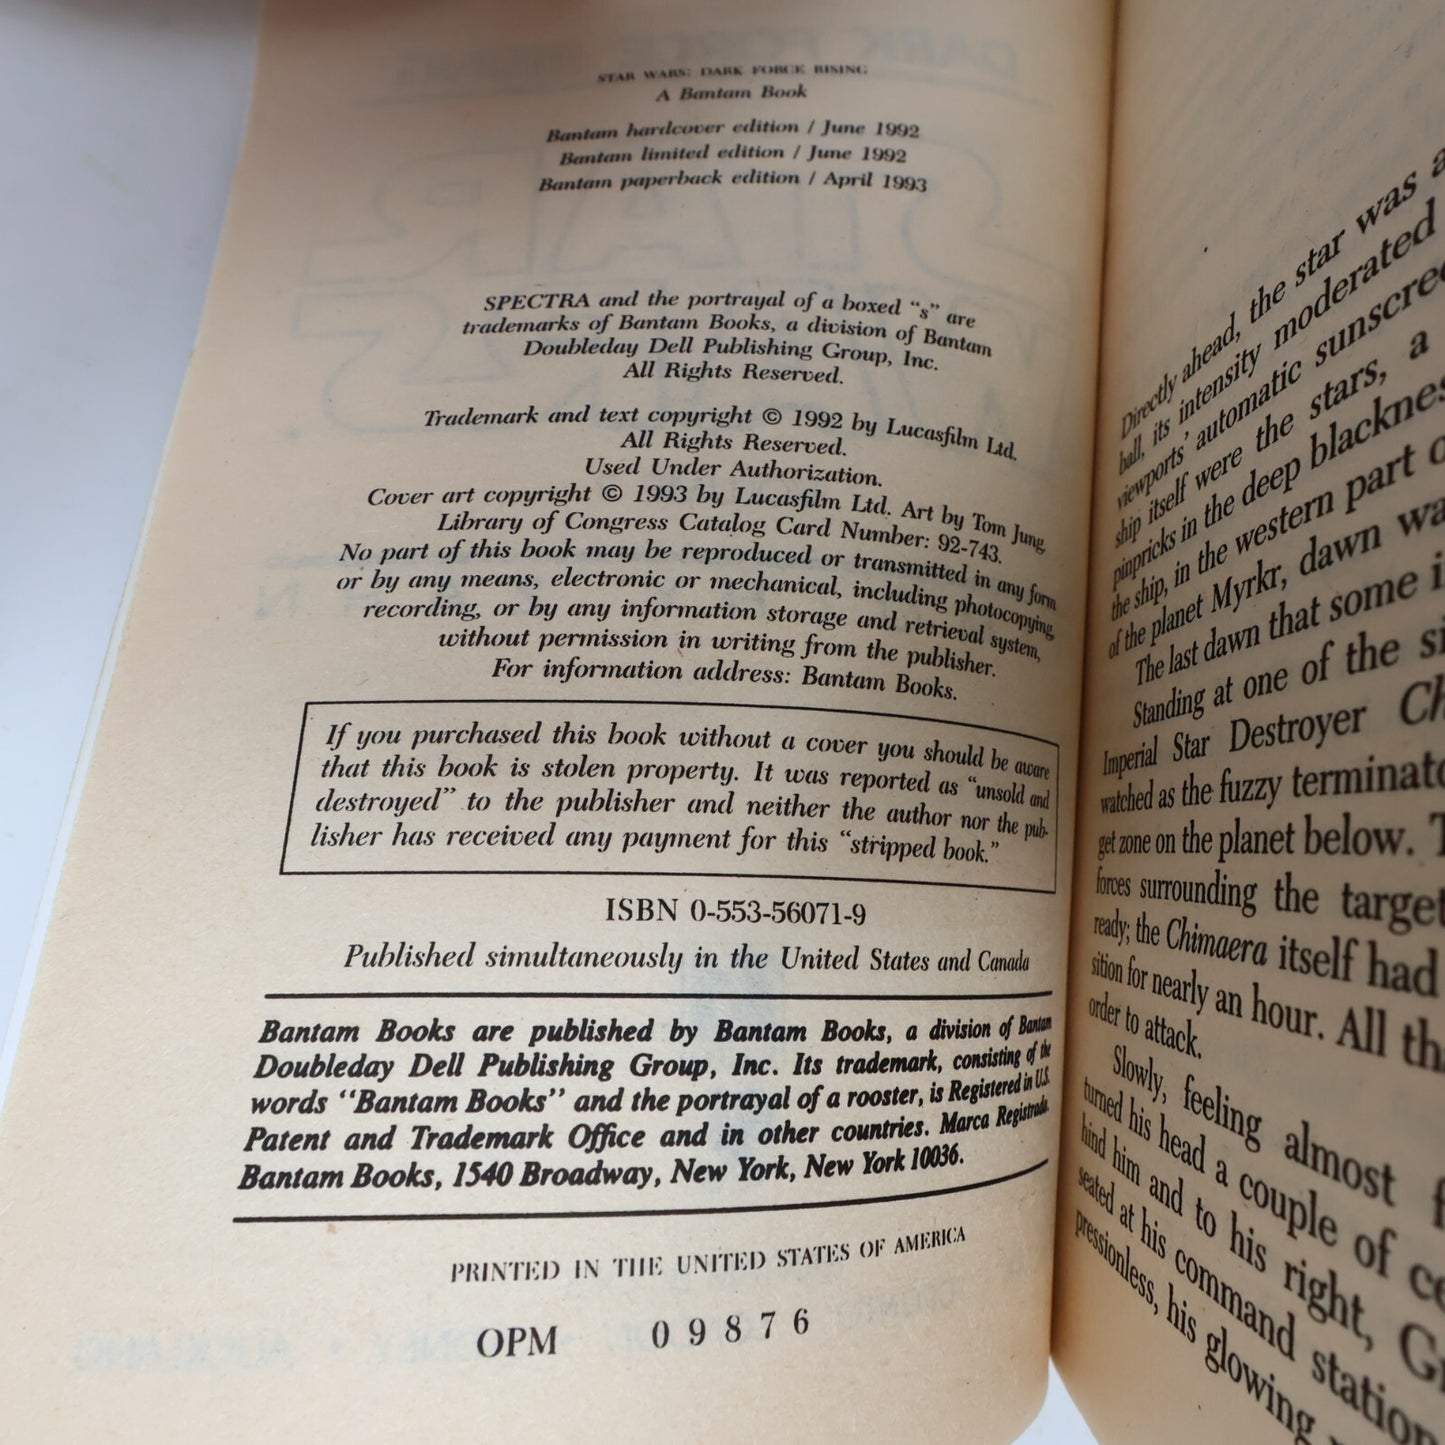 STAR WARS: DARK FORCE RISING
A Bantam Book
Bantam hardcover edition / June 1992
Bantam limited edition / June 1992
Bantam paperback edition / April 1993
SPECTRA and the portrayal of a boxed “s” are
trademarks of Bantam Books, a division of Bantam
Doubleday Dell Publishing Group, Inc.
All Rights Reserved.
Trademark and text copyright © 1992 by Lucasfilm Ltd.
All Rights Reserved.
Used Under Authorization.
Cover art copyright © 1993 by Lucasfilm Ltd. Art by Tom Jung.
Library of Congress Catalog Card Number: 92-743.
No part of this book may be reproduced or transmitted in any form
or by any means, electronic or mechanical, including photocopying,
recording, or by any information storage and retrieval system,
without permission in writing from the publisher.
For information address: Bantam Books.
If you purchased this book without a cover you should be aware
that this book is stolen property. It was reported as “unsold and
destroyed” to the publisher and neither the author nor the pub-
lisher has received any payment for this “stripped book.”
ISBN 0-553-56071-9
Published simultaneously in the United States and Canada
Bantam Books are published by Bantam Books, a division of Bantam
Doubleday Dell Publishing Group, Inc. Its trademark, consisting of the
words “Bantam Books” and the portrayal of a rooster, is Registered in U.S.
Patent and Trademark Office and in other countries. Marca Registrada.
Bantam Books, 1540 Broadway, New York, New York 10036.
PRINTED IN THE UNITED STATES OF AMERICA
OPM 0 9 8 7 6
Directly ahead, the star was a
ball, its intensity moderated
viewports’ automatic sunscree
ship itself were the stars, a
pinpricks in the deep blacknes
the ship, in the western part o
of the planet Myrkr, dawn wa
The last dawn that some i
Standing at one of the si
Imperial Star Destroyer Ch
watched as the fuzzy terminato
get zone on the planet below. T
forces surrounding the target
ready; the Chimaera itself had
sition for nearly an hour. All th
order to attack.
Slowly, feeling almost f
turned his head a couple of ce
hind him and to his right, G
seated at his command station
pressionless, his glowing